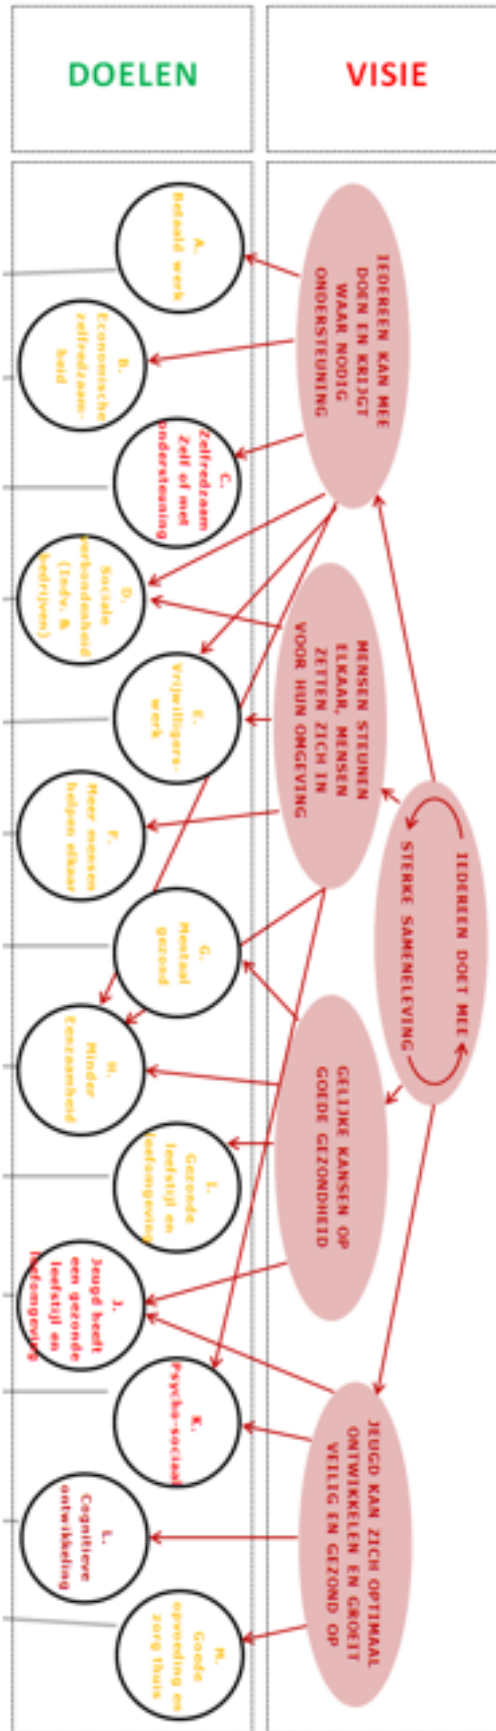 DOELEN
VISIE
IEDEREEN DOET MEE
STERKE SAMENELEVING
IEDEREEN KAN MEE
DOEN EN KRIJGT
WAAR NODIG
ONDERSTEUNING
MENSEN STEUNEN
ELKAAR, MENSEN
ZETTEN ZICH IN
VOOR HUN OMGEVING
GELIJKE KANSEN OP
GOEDE GEZONDHEID
JEUGD KAN ZICH OPTIMAAL
ONTWIKKELEN EN GROEIT
VEILIG EN GEZOND OP
A.
Betaald werk
B.
Economische
zelfredzaam-
heid
C.
Zelfredzaam
Zelf of met
ondersteuning
D.
Sociale
verbondenheid
(Indv. &
bedrijven)
E.
Vrijwilligers-
werk
F.
Meer mensen
helpen elkaar
G.
Mentaal
gezond
H.
Minder
Eenzaamheid
I.
Gezonde
leefstijl en
leefomgeving
J.
Jeugd heeft
een gezonde
leefstijl en
leefomgeving
K.
Psycho-sociaal
L.
Cognitieve
ontwikkeling
M.
Goede
opvoeding en
zorg thuis